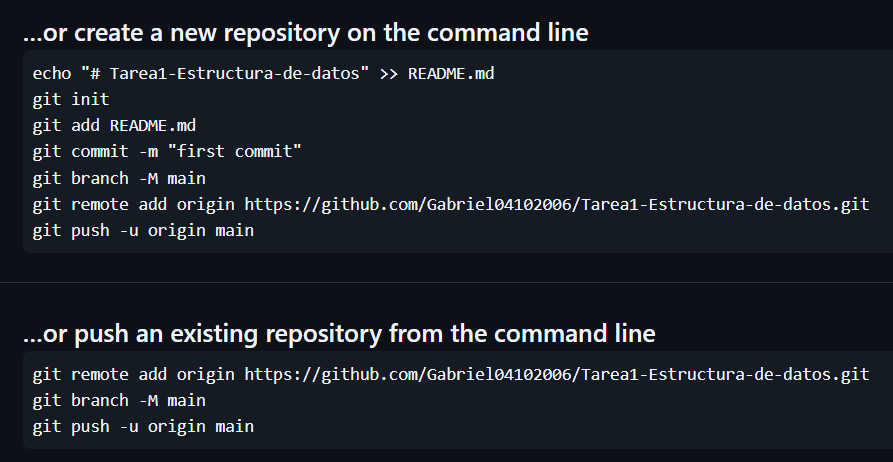 ...or create a new repository on the command line
echo "# Tarea1-Estructura-de-datos" >> README.md
git init
git add README.md
git commit -m "first commit"
git branch -M main
git remote add origin https://github.com/Gabriel04102006/Tarea1-Estructura-de-datos.git
git push -u origin main
...or push an existing repository from the command line
git remote add origin https://github.com/Gabriel04102006/Tarea1-Estructura-de-datos.git
git branch -M main
git push -u origin main